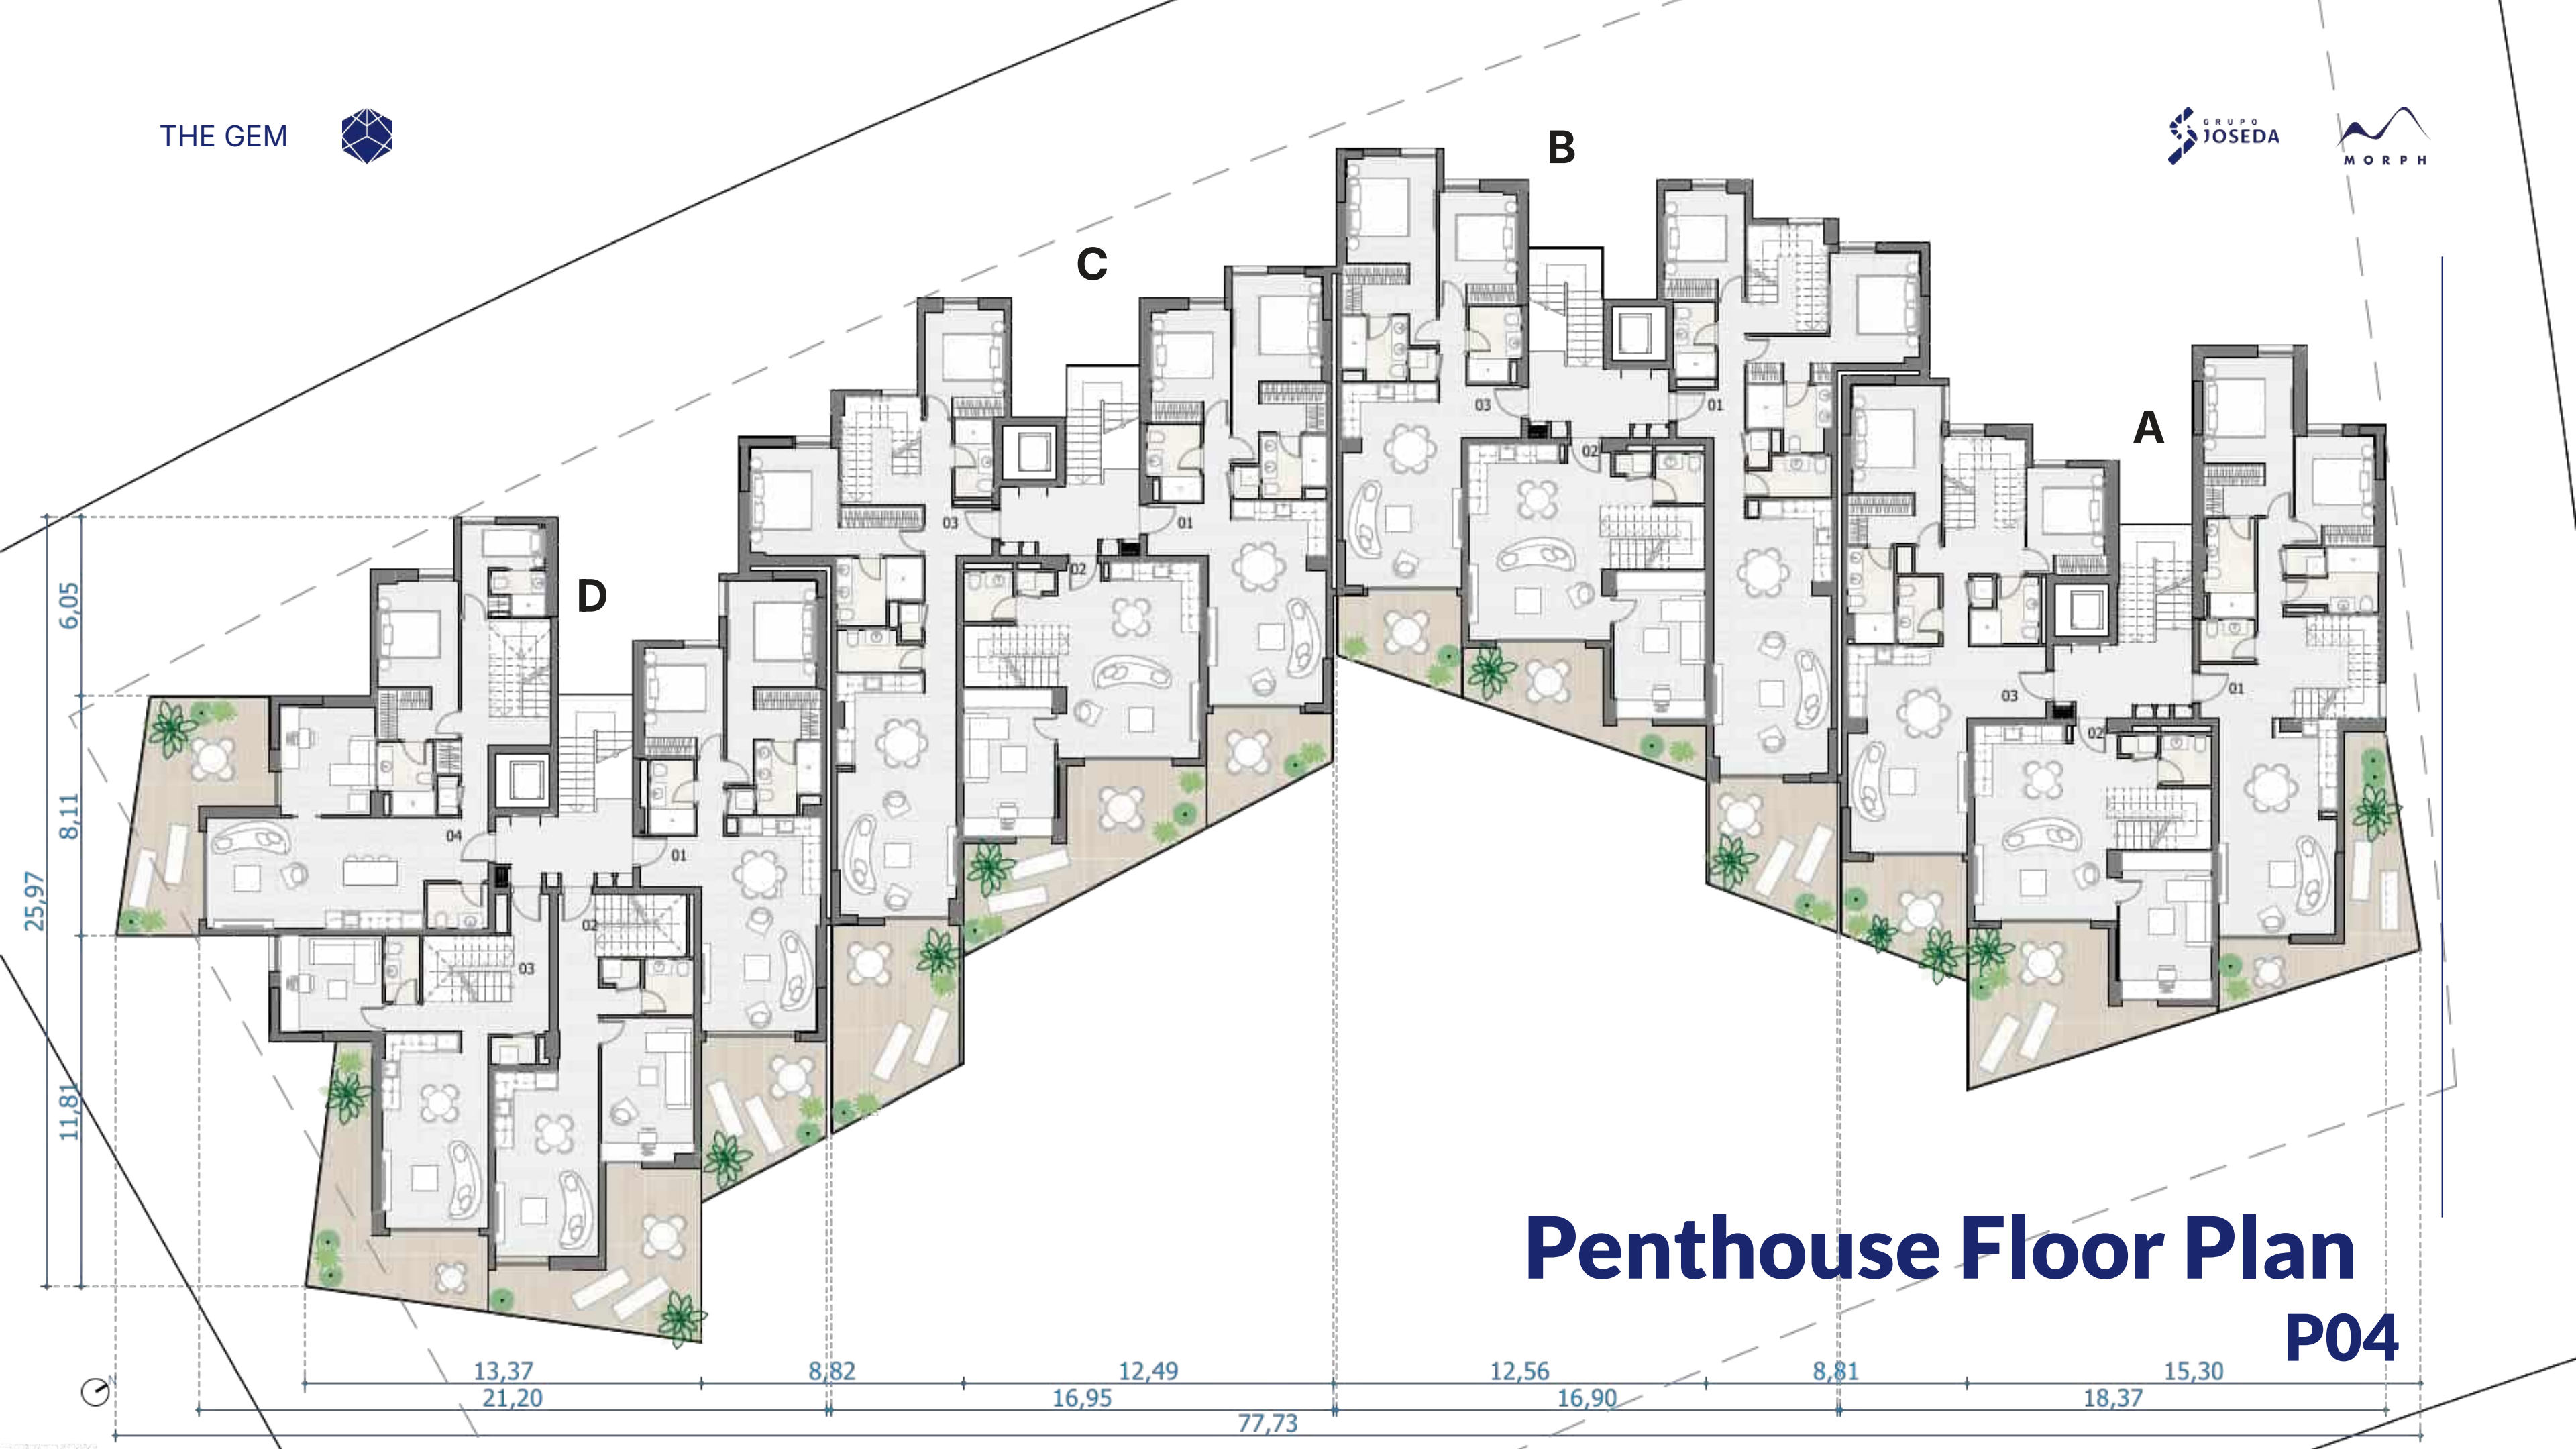 THE GEM
GRUPO
JOSEDA
MORPH
B
C
A
D
03
01
02
03
01
02
03
01
02
04
01
02
03
6,05
8,11
25,97
11,81
Penthouse Floor Plan
P04
13,37
8,82
12,49
12,56
8,81
15,30
21,20
16,95
16,90
18,37
77,73